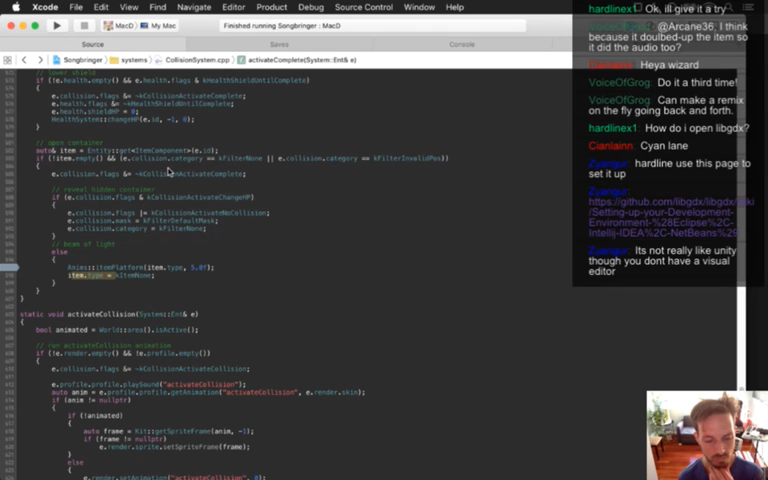 Xcode File Edit View Find Navigate Editor Product Debug Source Control Window Help
MacD My Mac
Finished running Songbringer : MacD
Source Saves Console
Songbringer systems CollisionSystem.cpp activateComplete(System::Ent& e)
// lower shield
if (!e.health.empty() && e.health.flags & kHealthShieldUntilComplete)
{
e.collision.flags &= ~kCollisionActivateComplete;
e.health.flags &= ~kHealthShieldUntilComplete;
e.health.shieldHP = 0;
HealthSystem::changeHP(e.id, -1, 0);
}
// open container
auto& item = Entity::get<ItemComponent>(e.id);
if (!item.empty() && (e.collision.category == kFilterNone || e.collision.category == kFilterInvalidPos)
{
e.collision.flags &= ~kCollisionActivateComplete;
// reveal hidden container
if (e.collision.flags & kCollisionActivateChangeHP)
{
e.collision.flags |= kCollisionActivateNoCollision;
e.collision.mask = kFilterDefaultMask;
e.collision.category = kFilterNone;
}
// beam of light
else
{
Anims::itemPlatform(item.type, 5.0f);
item.type = kItemNone;
}
}
}
static void activateCollision(System::Ent& e)
{
bool animated = World::area().isActive();
// run activateCollision animation
if (!e.render.empty() && !e.profile.empty())
{
e.collision.flags &= ~kCollisionActivateCollision;
e.profile.profile.playSound("activateCollision");
auto anim = e.profile.profile.getAnimation("activateCollision", e.render.skin);
if (anim != nullptr)
{
if (!animated)
{
auto frame = Kit::getSpriteFrame(anim, -1);
if (frame != nullptr)
e.render.sprite.setSpriteFrame(frame);
}
else
hardlinex1 Ok, ill give it a try
@Arcane36, I think
because it doulbed-up the item so
it did the audio too?
Cianlainn: Heya wizard
VoiceOfGrog: Do it a third time!
VoiceOfGrog: Can make a remix
on the fly going back and forth.
hardlinex1: How do i open libgdx?
Cianlainn: Cyan lane
Zyangur: hardline use this page to
set it up
Zyangur:
https://github.com/libgdx/libgdx/wiki
/Setting-up-your-Development-
Environment-%28Eclipse%2C-
Intellij-IDEA%2C-NetBeans%29
Zyangur: Its not really like unity
though you dont have a visual
editor